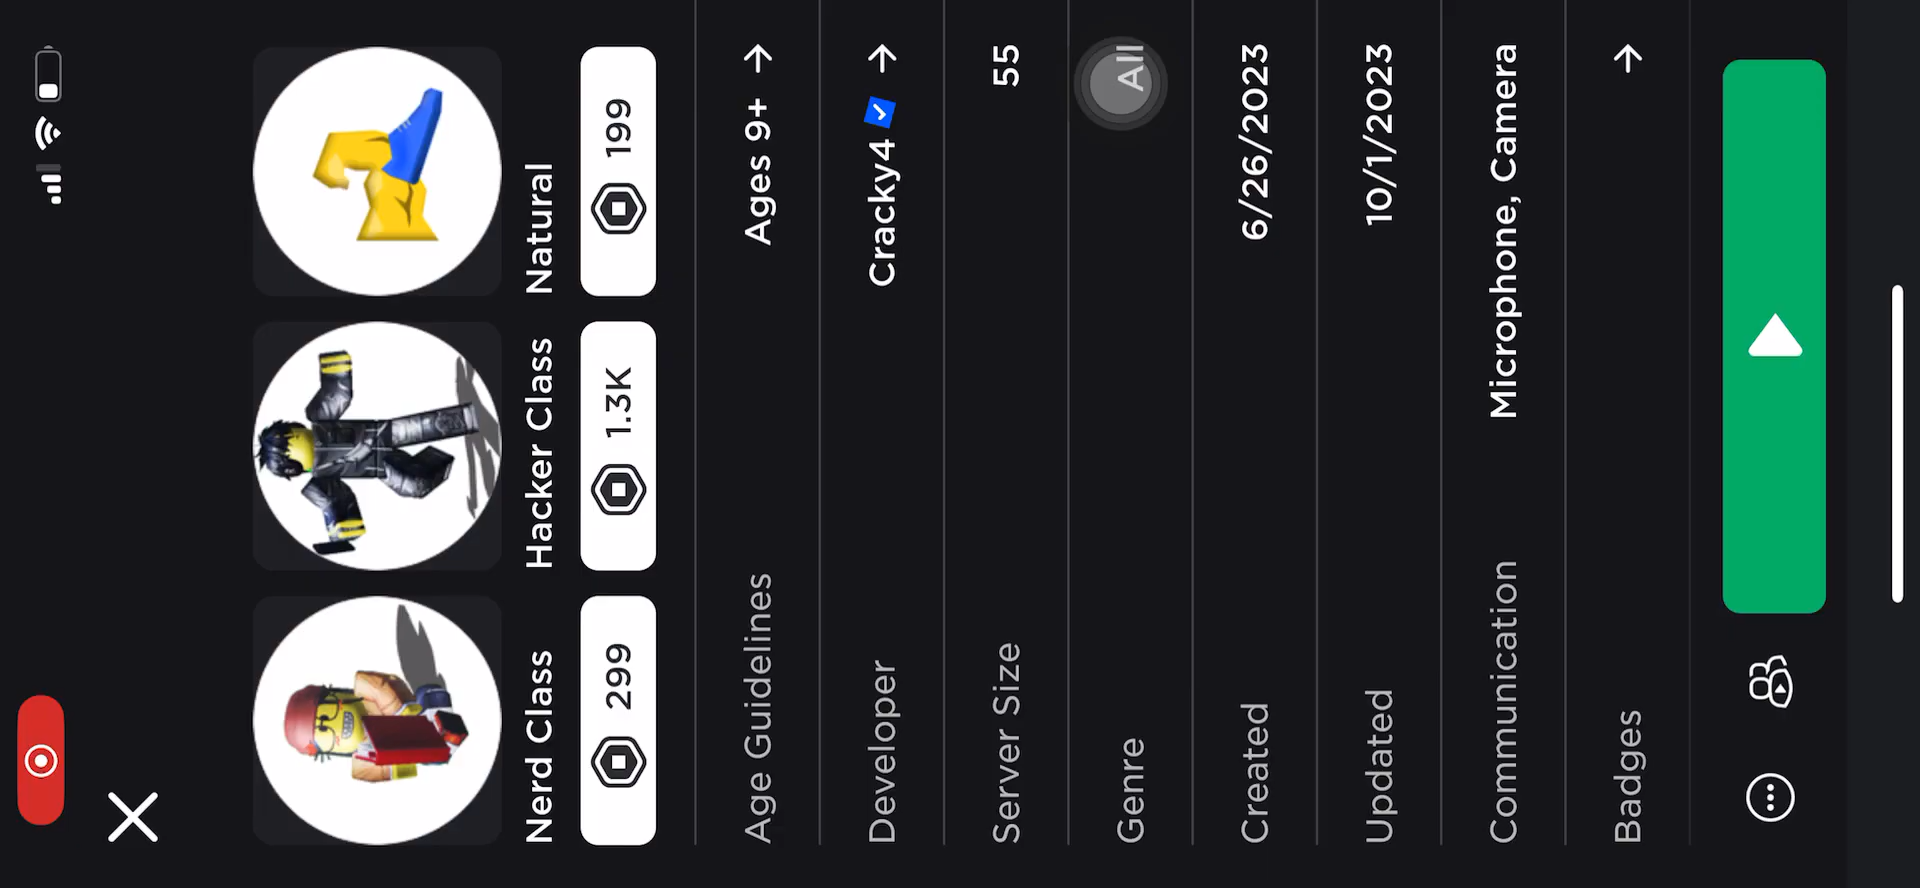 Nerd Class
Hacker Class
Natural
299
1.3K
199
Age Guidelines
Ages 9+
Developer
Cracky4
Server Size
55
Genre
All
Created
6/26/2023
Updated
10/1/2023
Communication
Microphone, Camera
Badges